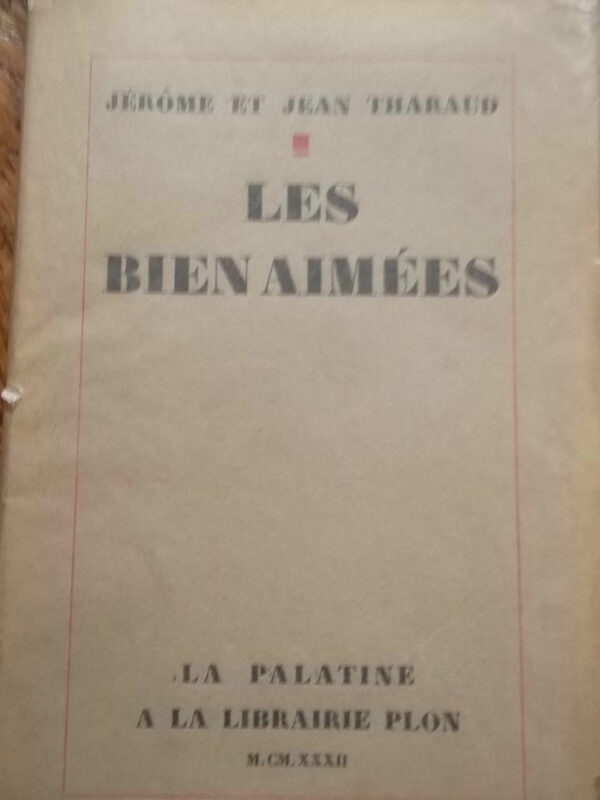 JÉRÔME ET JEAN THARAUD
LES
BIEN AIMÉES
LA PALATINE
A LA LIBRAIRIE PLON
M.CM.XXXII